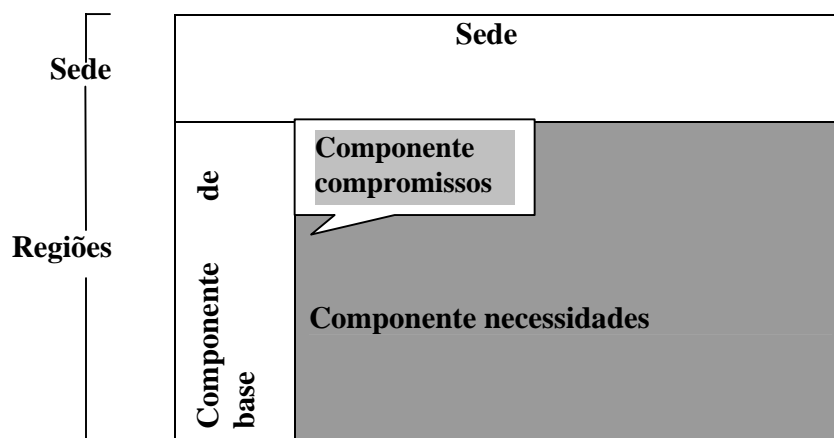 Sede
Sede
Componente
compromissos
Regiões
Componente de
base
Componente necessidades